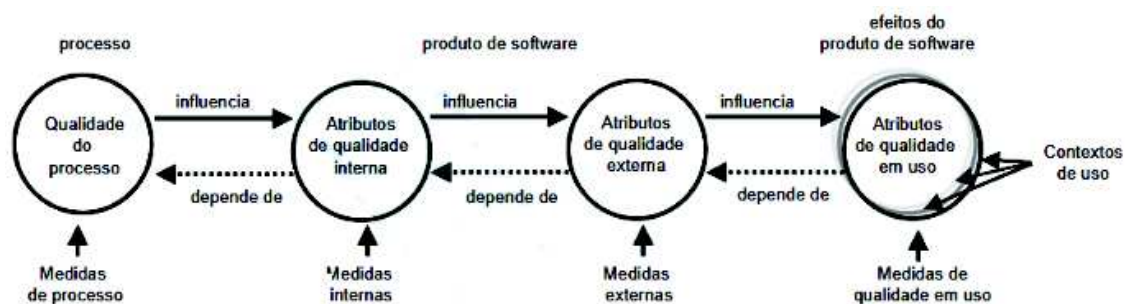 processo
produto de software
efeitos do
produto de software
Qualidade
do
processo
influencia
depende de
Atributos
de qualidade
interna
influencia
depende de
Atributos
de qualidade
externa
influencia
depende de
Atributos
de qualidade
em uso
Contextos
de uso
Medidas
de processo
Medidas
internas
Medidas
externas
Medidas de
qualidade em uso